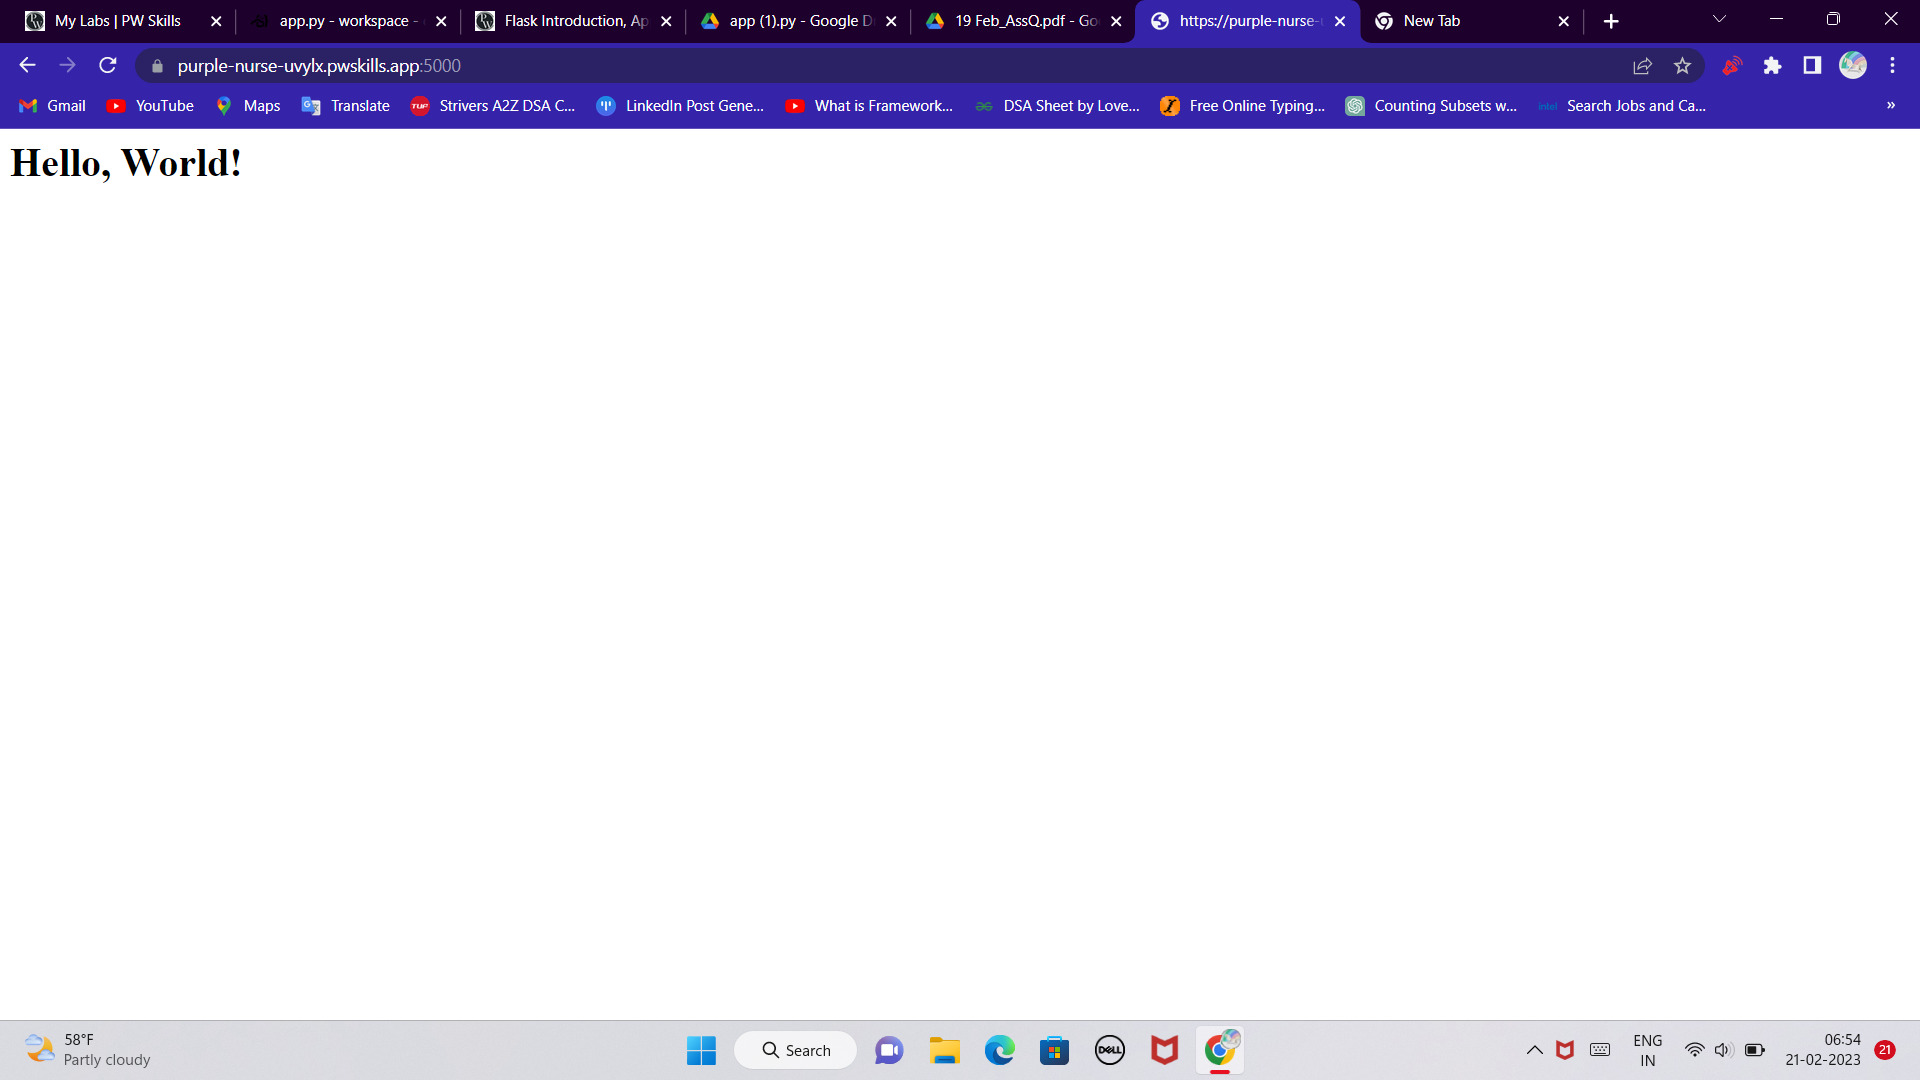 My Labs | PW Skills
app.py - workspace -
Flask Introduction, Ap
app (1).py - Google D
19 Feb_AssQ.pdf - Go
https://purple-nurse-
New Tab
purple-nurse-uvylx.pwskills.app:5000
Gmail
YouTube
Maps
Translate
TUF
Strivers A2Z DSA C...
LinkedIn Post Gene...
What is Framework...
DSA Sheet by Love...
Free Online Typing...
Counting Subsets w...
intel
Search Jobs and Ca...
»
Hello, World!
58°F
Partly cloudy
Search
DELL
ENG
IN
06:54
21-02-2023
21